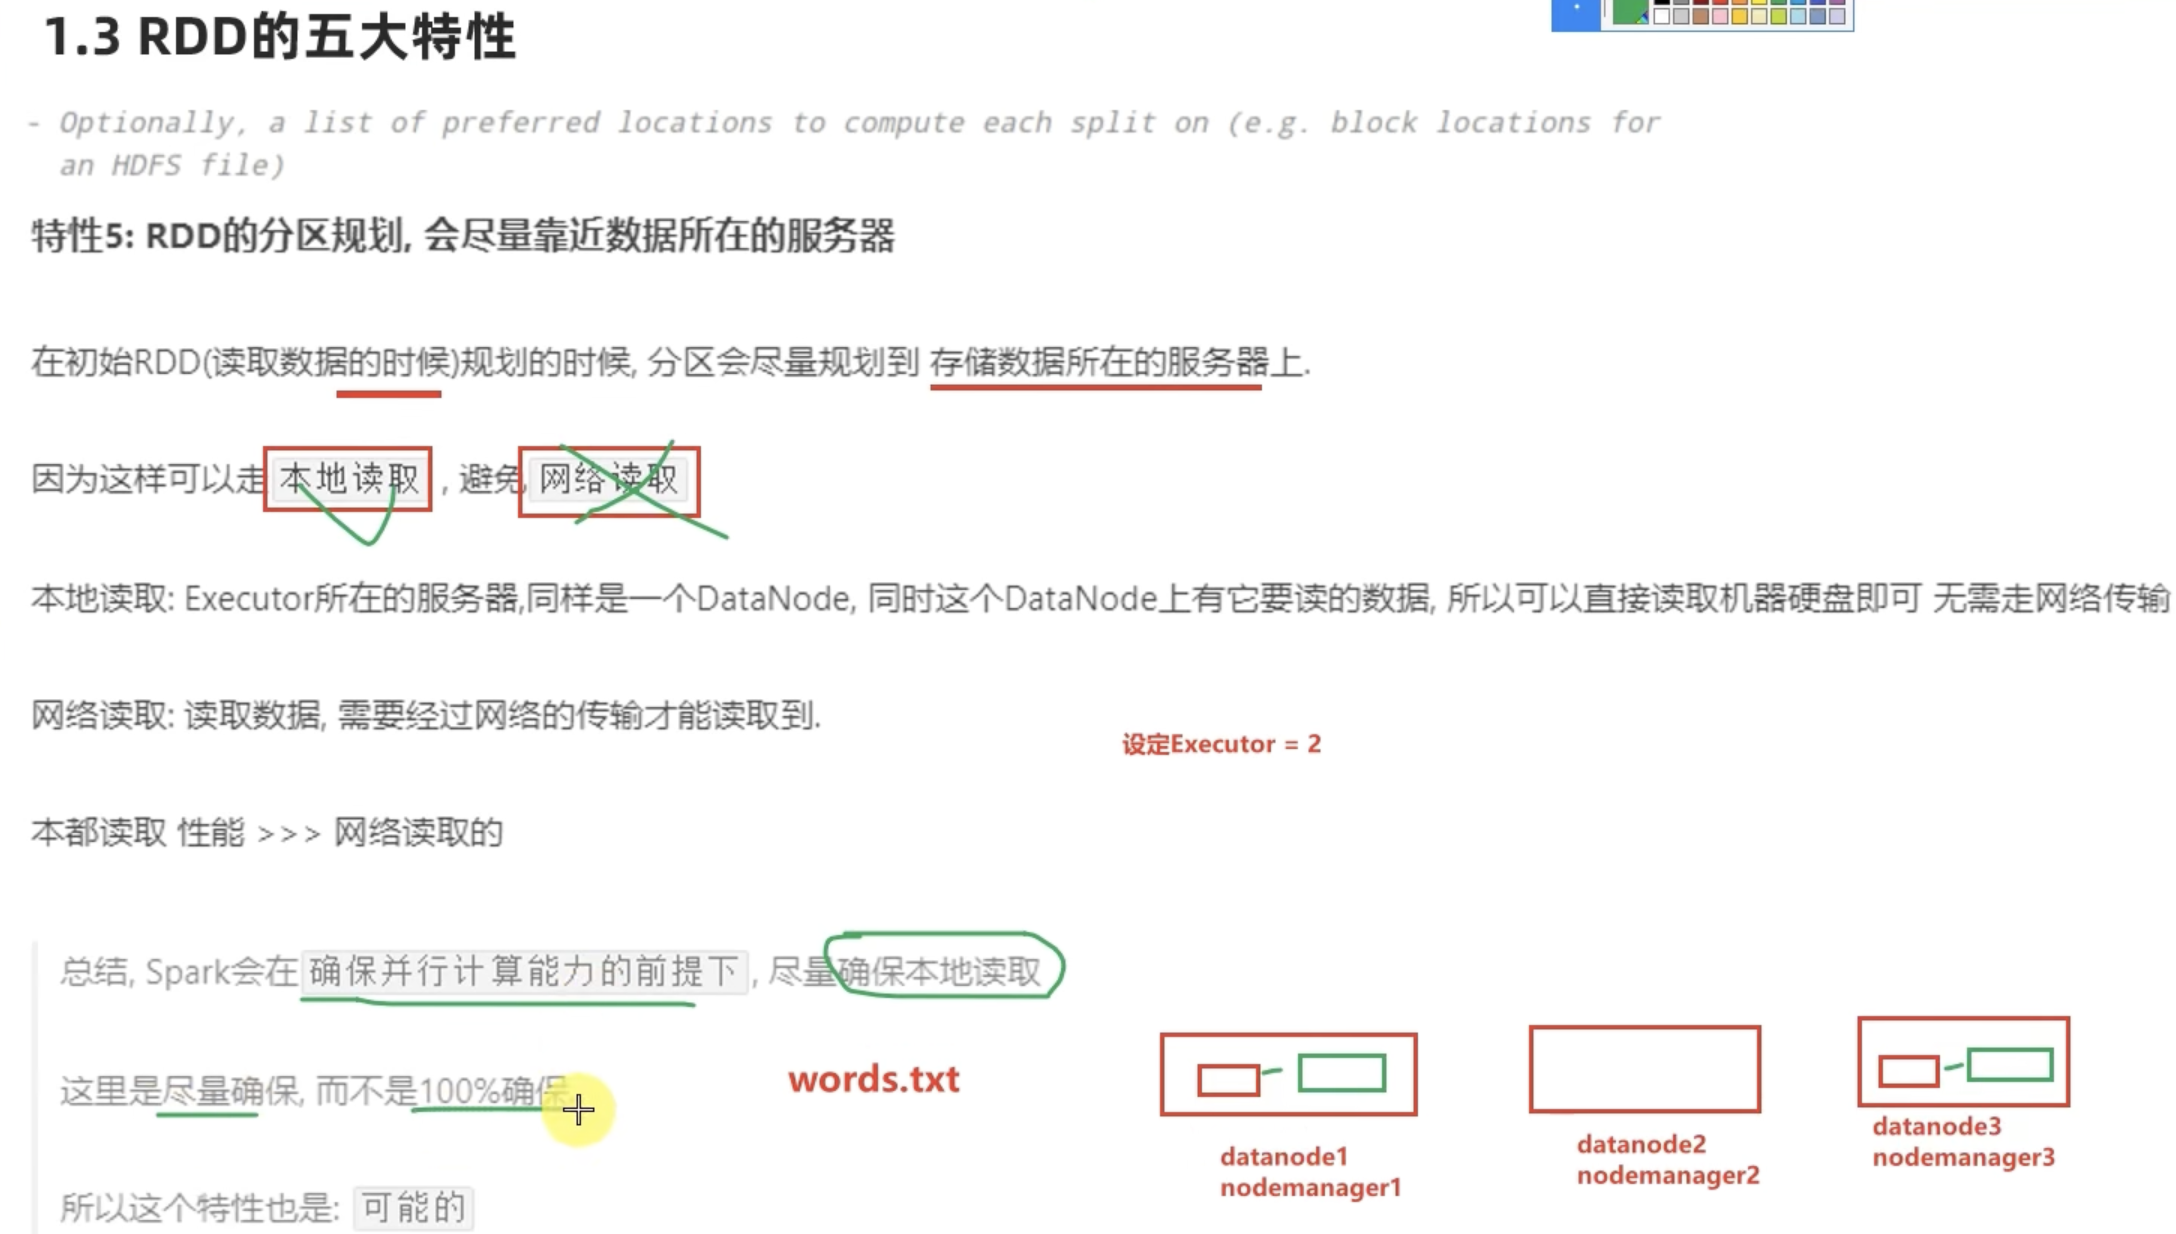 1.3 RDD的五大特性
- Optionally, a list of preferred locations to compute each split on (e.g. block locations for
an HDFS file)
特性5: RDD的分区规划, 会尽量靠近数据所在的服务器
在初始RDD(读取数据的时候)规划的时候, 分区会尽量规划到 存储数据所在的服务器上.
因为这样可以走 本地读取 , 避免 网络读取
本地读取: Executor所在的服务器,同样是一个DataNode, 同时这个DataNode上有它要读的数据, 所以可以直接读取机器硬盘即可 无需走网络传输
网络读取: 读取数据, 需要经过网络的传输才能读取到.
设定Executor = 2
本都读取 性能 >>> 网络读取的
总结, Spark会在 确保并行计算能力的前提下 , 尽量确保本地读取
这里是尽量确保, 而不是100%确保
words.txt
datanode1
nodemanager1
datanode2
nodemanager2
datanode3
nodemanager3
所以这个特性也是: 可能的